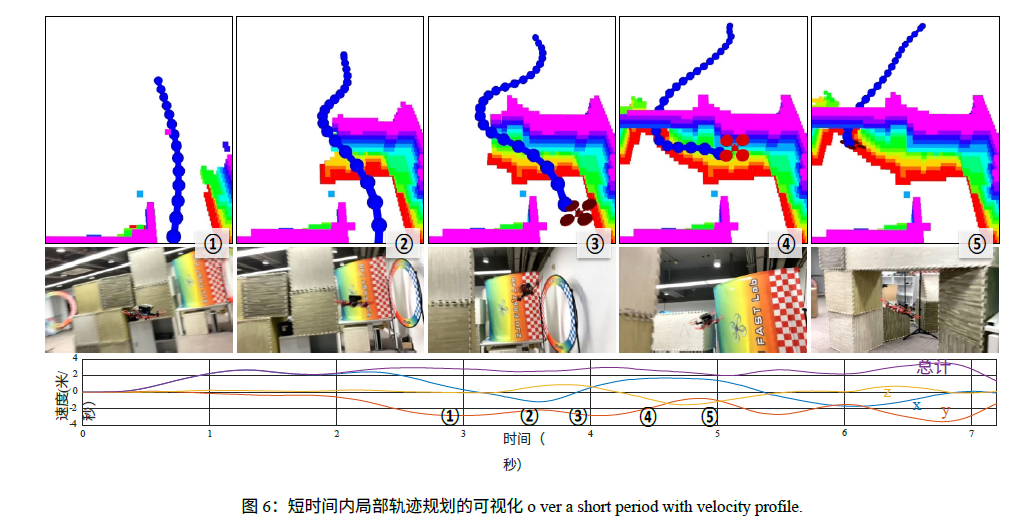 ① ② ③ ④ ⑤
FAST Lab
4
2
0
-2
-4
速度(米/
秒)
总计
z
x
y
① ② ③ ④ ⑤
0 1 2 3 4 5 6 7
时间（
秒）
图 6：短时间内局部轨迹规划的可视化 o ver a short period with velocity profile.